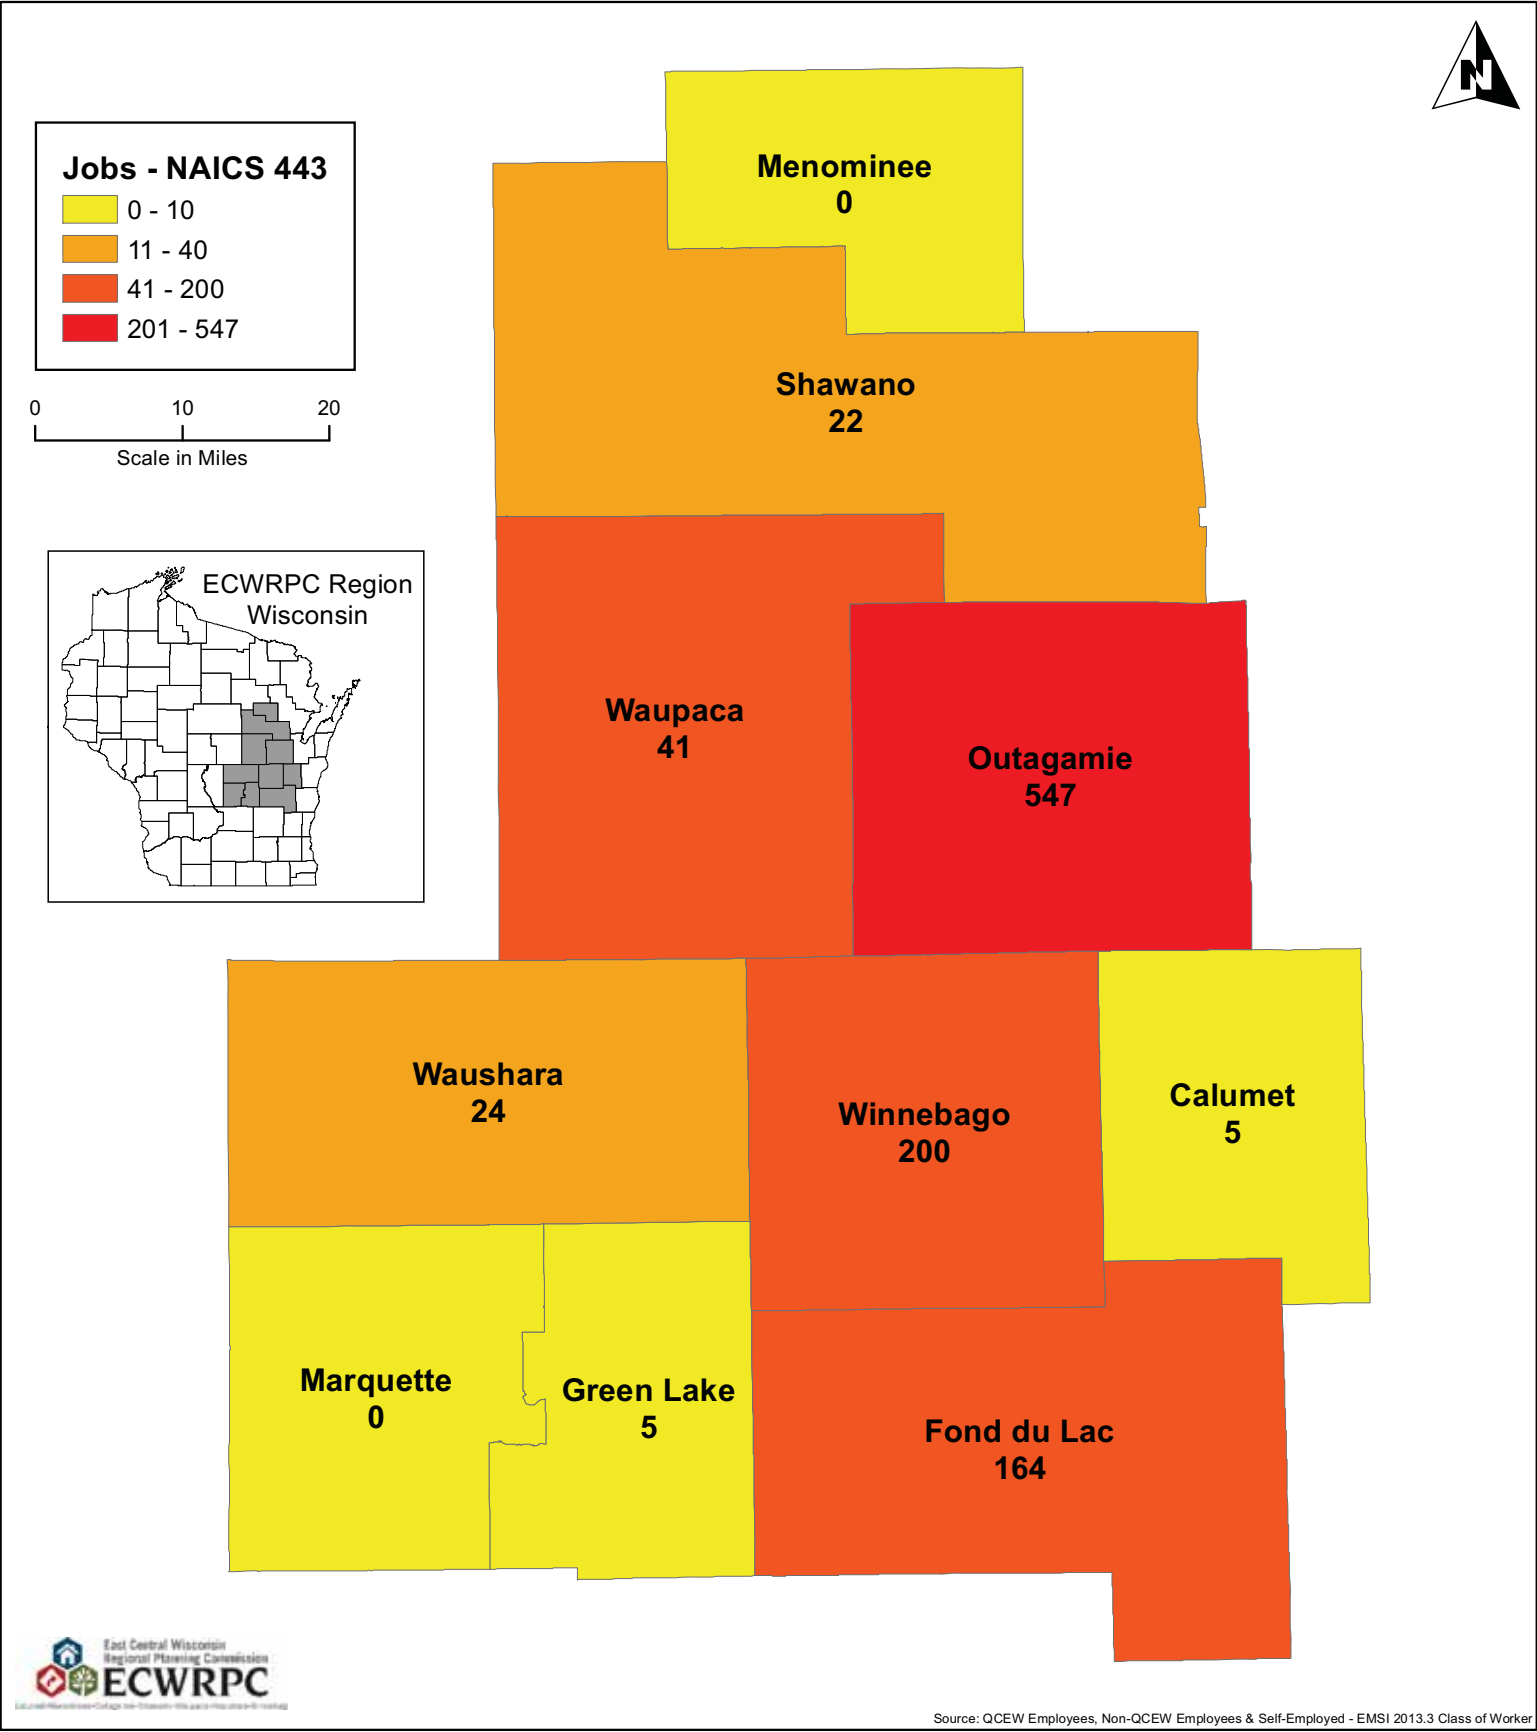 N
Jobs - NAICS 443
0 - 10
11 - 40
41 - 200
201 - 547
0 10 20
Scale in Miles
ECWRPC Region
Wisconsin
Menominee
0
Shawano
22
Waupaca
41
Outagamie
547
Waushara
24
Winnebago
200
Calumet
5
Marquette
0
Green Lake
5
Fond du Lac
164
East Central Wisconsin
Regional Planning Commission
ECWRPC
Source: QCEW Employees, Non-QCEW Employees & Self-Employed - EMSI 2013.3 Class of Worker